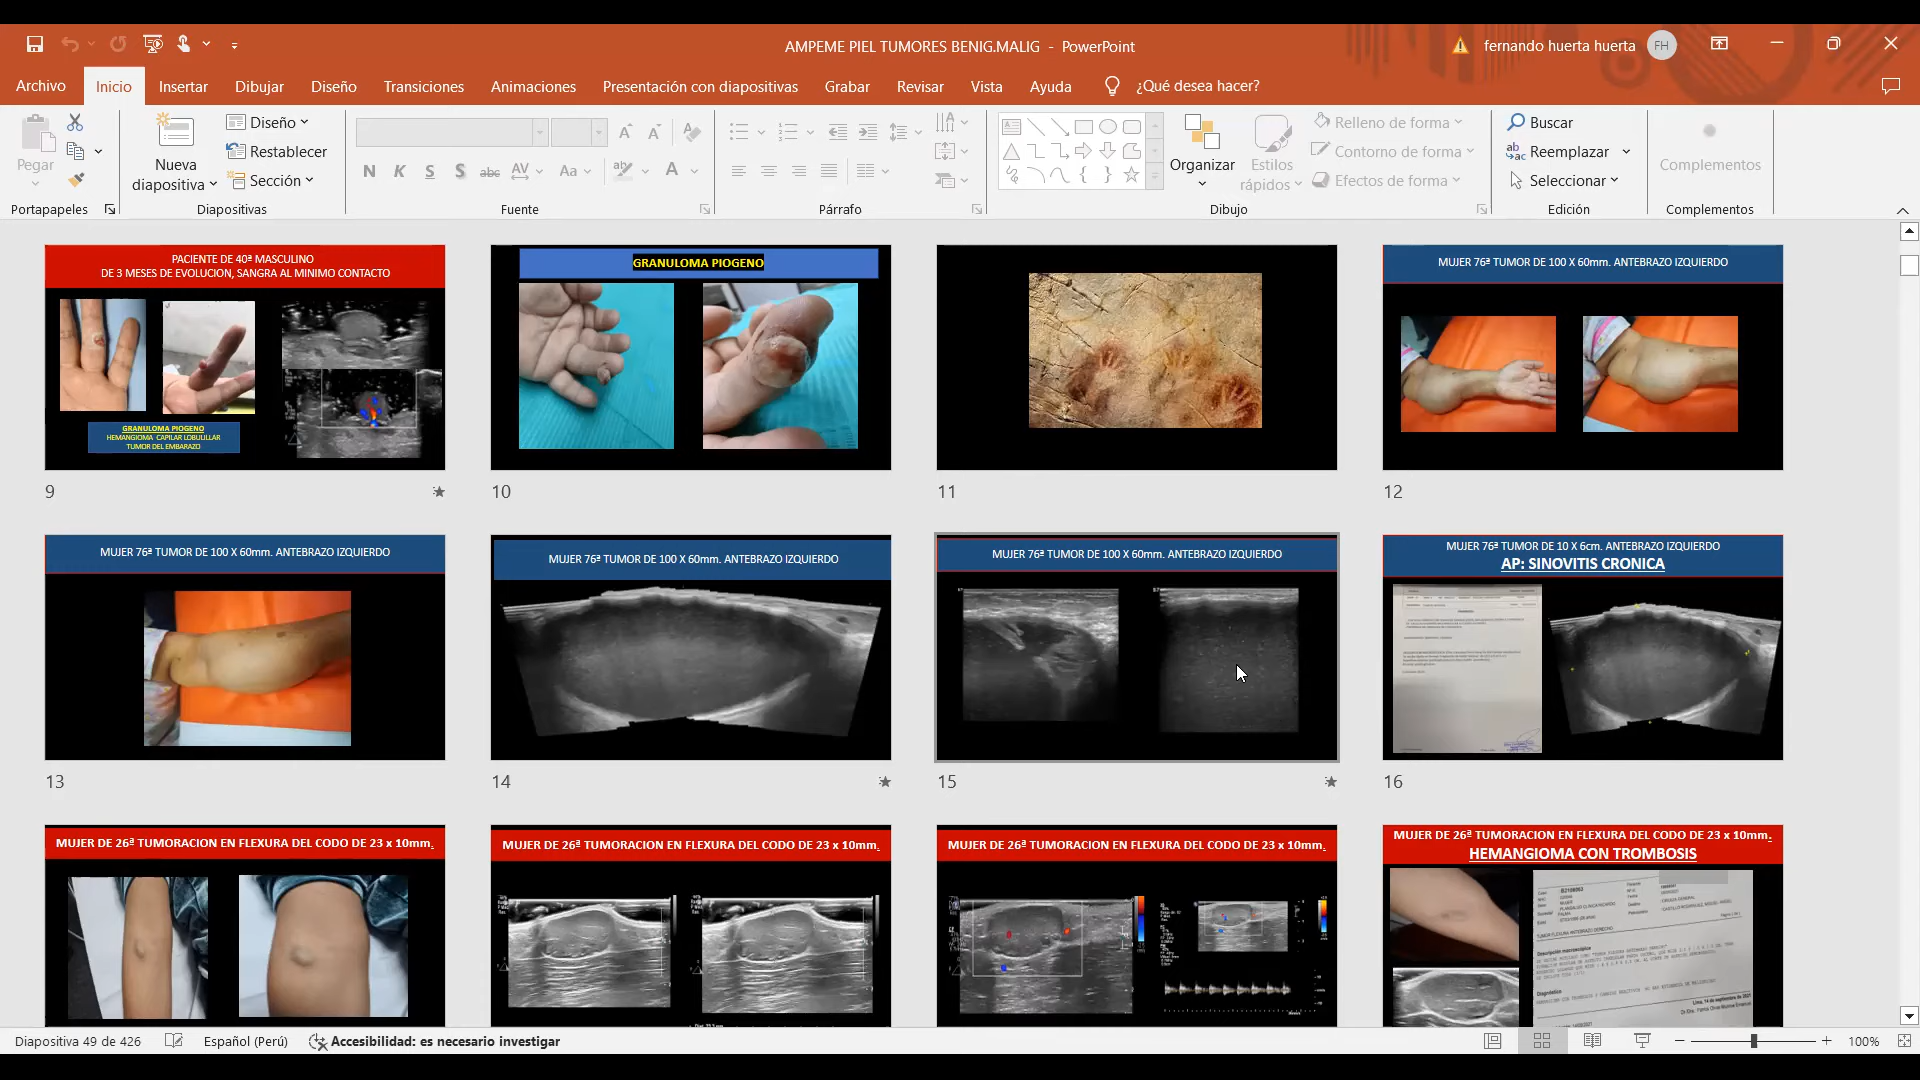 AMPEME PIEL TUMORES BENIG.MALIG - PowerPoint
fernando huerta huerta
FH
Archivo
Inicio
Insertar
Dibujar
Diseño
Transiciones
Animaciones
Presentación con diapositivas
Grabar
Revisar
Vista
Ayuda
¿Qué desea hacer?
Pegar
Nueva
diapositiva
Diseño
Restablecer
Sección
N K S S abc AV Aa A
Organizar
Estilos
rápidos
Relleno de forma
Contorno de forma
Efectos de forma
Buscar
Reemplazar
Seleccionar
Complementos
Portapapeles
Diapositivas
Fuente
Párrafo
Dibujo
Edición
Complementos
PACIENTE DE 40ª MASCULINO
DE 3 MESES DE EVOLUCION, SANGRA AL MINIMO CONTACTO
GRANULOMA PIOGENO
HEMANGIOMA CAPILAR LOBULILLAR
TUMOR DEL EMBARAZO
9
GRANULOMA PIOGENO
10
11
MUJER 76ª TUMOR DE 100 X 60mm. ANTEBRAZO IZQUIERDO
12
MUJER 76ª TUMOR DE 100 X 60mm. ANTEBRAZO IZQUIERDO
13
MUJER 76ª TUMOR DE 100 X 60mm. ANTEBRAZO IZQUIERDO
14
MUJER 76ª TUMOR DE 100 X 60mm. ANTEBRAZO IZQUIERDO
15
MUJER 76ª TUMOR DE 10 X 6cm. ANTEBRAZO IZQUIERDO
AP: SINOVITIS CRONICA
16
MUJER DE 26ª TUMORACION EN FLEXURA DEL CODO DE 23 x 10mm.
MUJER DE 26ª TUMORACION EN FLEXURA DEL CODO DE 23 x 10mm.
MUJER DE 26ª TUMORACION EN FLEXURA DEL CODO DE 23 x 10mm.
MUJER DE 26ª TUMORACION EN FLEXURA DEL CODO DE 23 x 10mm.
HEMANGIOMA CON TROMBOSIS
Diapositiva 49 de 426
Español (Perú)
Accesibilidad: es necesario investigar
100%